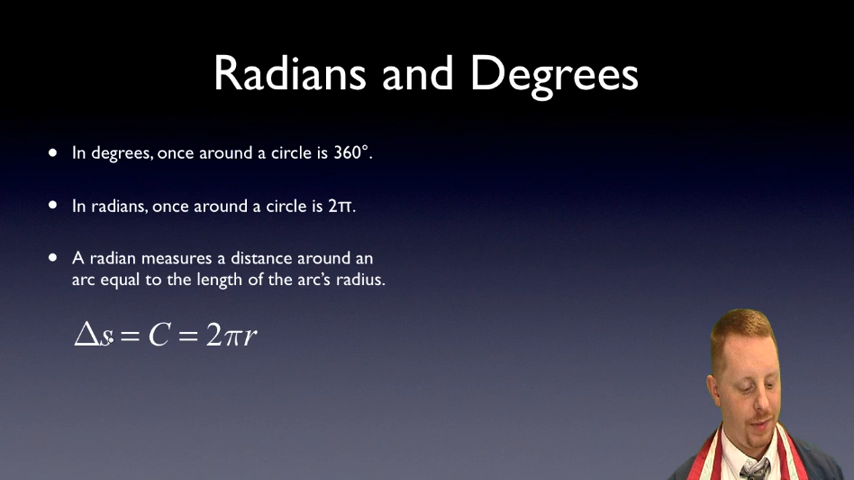 Radians and Degrees
• In degrees, once around a circle is 360°.
• In radians, once around a circle is 2π.
• A radian measures a distance around an
arc equal to the length of the arc's radius.
Δs = C = 2πr